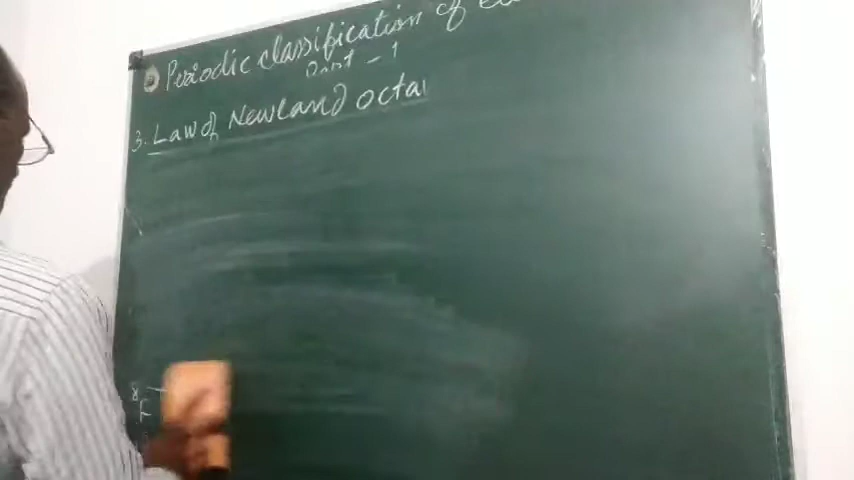 Periodic classification of
Part - 1
3. Law of Newland octa